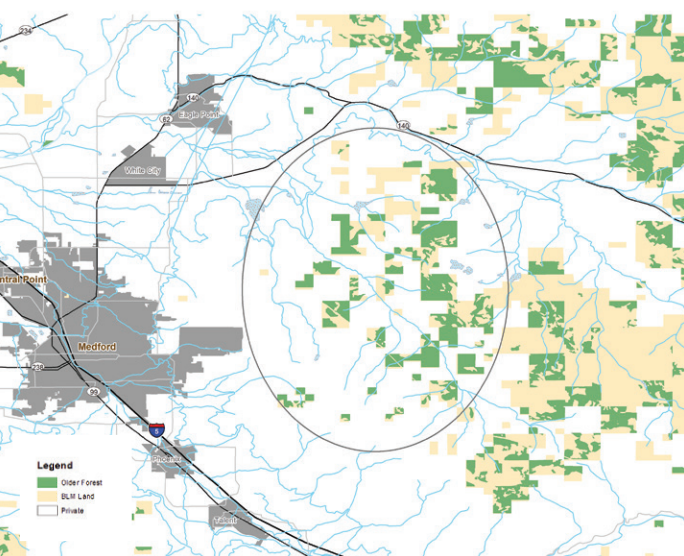 234
140
Eagle Point
62
140
White City
ntral Point
Medford
238
99
5
Phoenix
Talent
Legend
Older Forest
BLM Land
Private